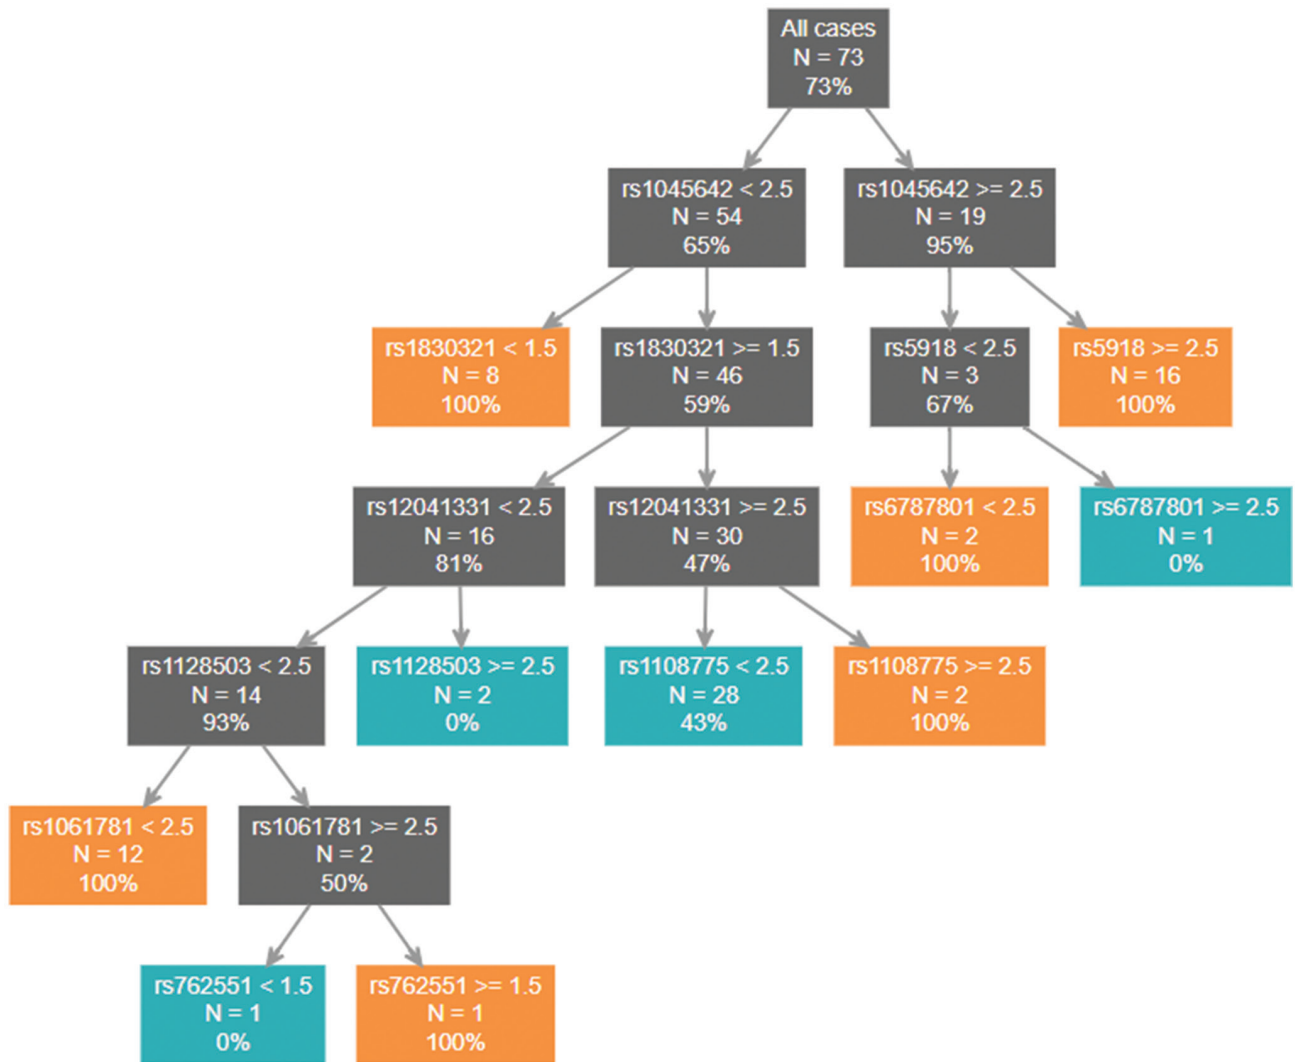 All cases
N = 73
73%
rs1045642 < 2.5
N = 54
65%
rs1045642 >= 2.5
N = 19
95%
rs1830321 < 1.5
N = 8
100%
rs1830321 >= 1.5
N = 46
59%
rs5918 < 2.5
N = 3
67%
rs5918 >= 2.5
N = 16
100%
rs12041331 < 2.5
N = 16
81%
rs12041331 >= 2.5
N = 30
47%
rs6787801 < 2.5
N = 2
100%
rs6787801 >= 2.5
N = 1
0%
rs1128503 < 2.5
N = 14
93%
rs1128503 >= 2.5
N = 2
0%
rs1108775 < 2.5
N = 28
43%
rs1108775 >= 2.5
N = 2
100%
rs1061781 < 2.5
N = 12
100%
rs1061781 >= 2.5
N = 2
50%
rs762551 < 1.5
N = 1
0%
rs762551 >= 1.5
N = 1
100%